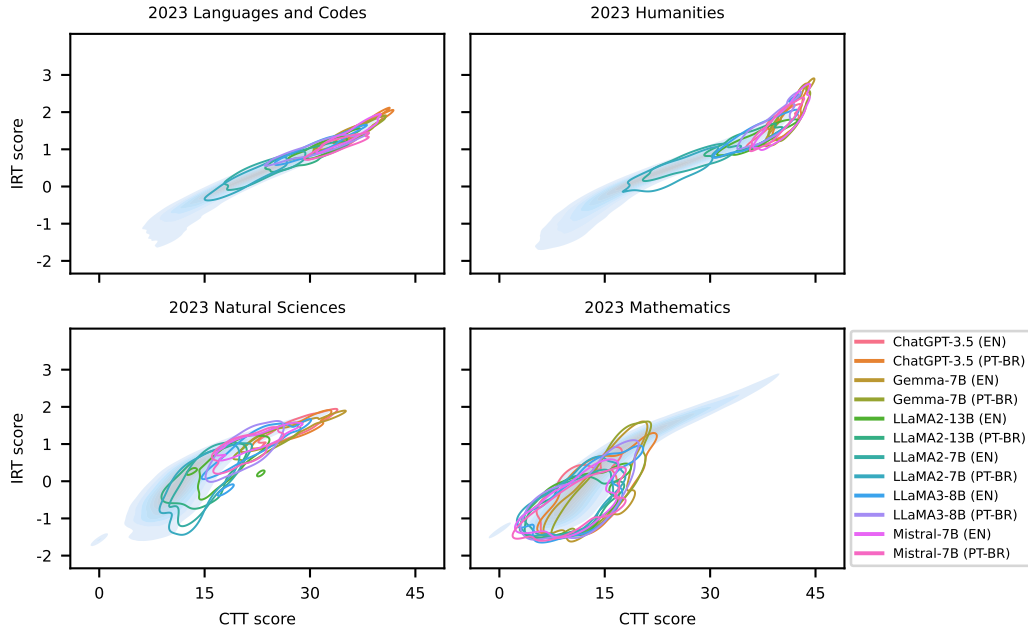 2023 Languages and Codes
2023 Humanities
3
2
1
0
-1
-2
IRT score
2023 Natural Sciences
2023 Mathematics
3
2
1
0
-1
-2
IRT score
0 15 30 45
0 15 30 45
CTT score
CTT score
ChatGPT-3.5 (EN)
ChatGPT-3.5 (PT-BR)
Gemma-7B (EN)
Gemma-7B (PT-BR)
LLaMA2-13B (EN)
LLaMA2-13B (PT-BR)
LLaMA2-7B (EN)
LLaMA2-7B (PT-BR)
LLaMA3-8B (EN)
LLaMA3-8B (PT-BR)
Mistral-7B (EN)
Mistral-7B (PT-BR)